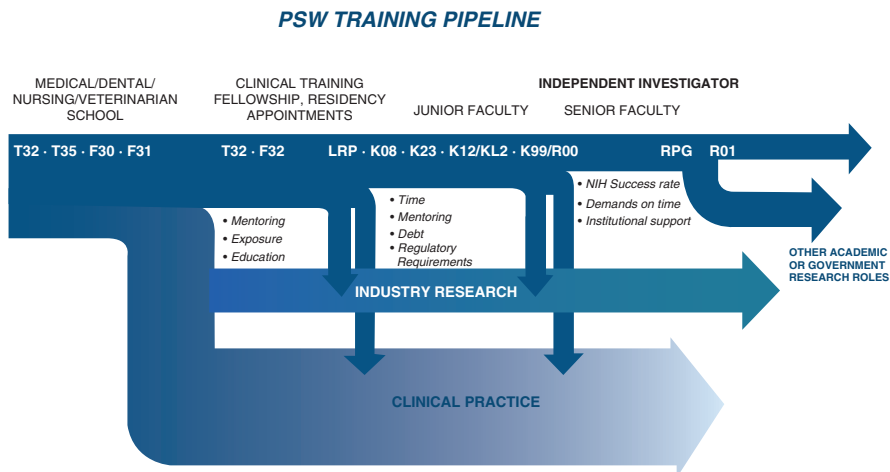 PSW TRAINING PIPELINE
MEDICAL/DENTAL/
NURSING/VETERINARIAN
SCHOOL
CLINICAL TRAINING
FELLOWSHIP, RESIDENCY
APPOINTMENTS
JUNIOR FACULTY
INDEPENDENT INVESTIGATOR
SENIOR FACULTY
T32 · T35 · F30 · F31
T32 · F32
LRP · K08 · K23 · K12/KL2 · K99/R00
RPG R01
• Mentoring
• Exposure
• Education
• Time
• Mentoring
• Debt
• Regulatory
Requirements
• NIH Success rate
• Demands on time
• Institutional support
OTHER ACADEMIC
OR GOVERNMENT
RESEARCH ROLES
INDUSTRY RESEARCH
CLINICAL PRACTICE